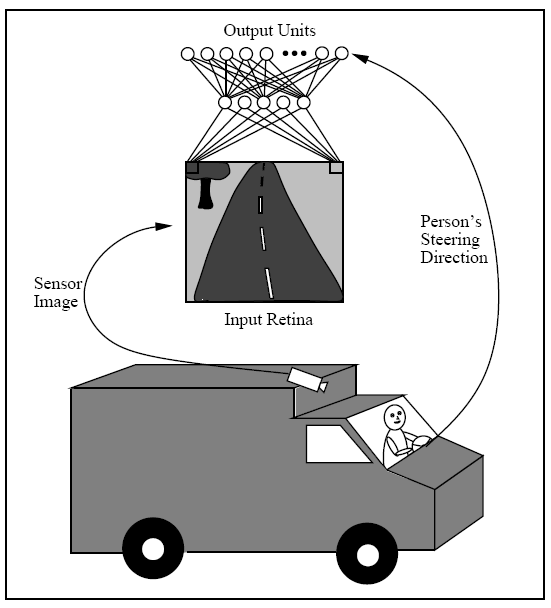 Output Units
Person's
Steering
Direction
Sensor
Image
Input Retina